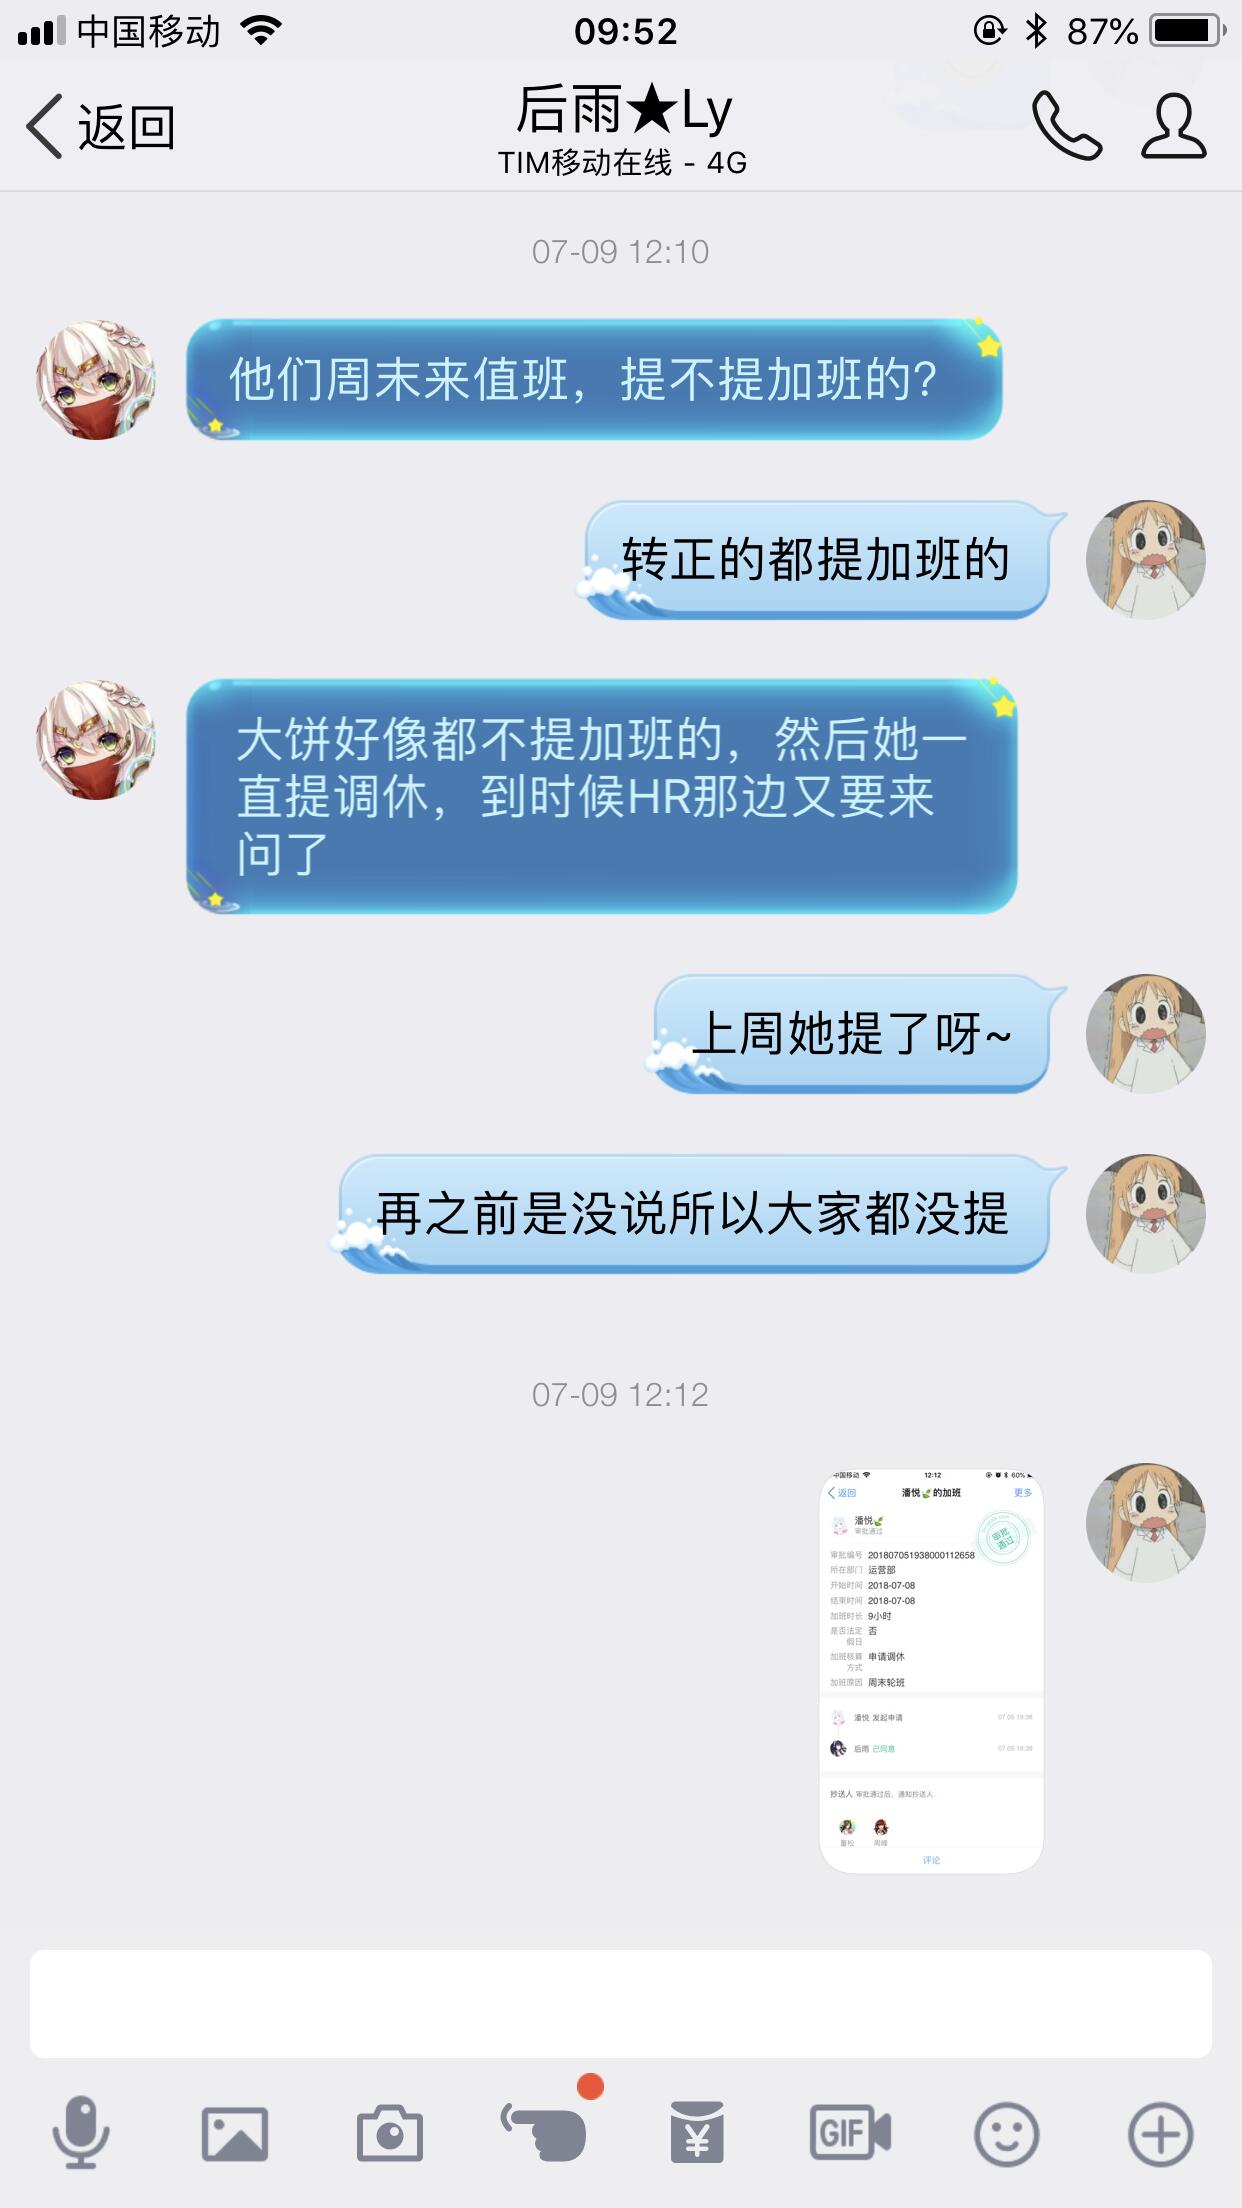 中国移动
09:52
87%
返回
后雨★Ly
TIM移动在线 - 4G
07-09 12:10
他们周末来值班，提不提加班的？
转正的都提加班的
大饼好像都不提加班的，然后她一
直提调休，到时候HR那边又要来
问了
上周她提了呀~
再之前是没说所以大家都没提
07-09 12:12
中国移动
12:12
60%
返回
潘悦🌿的加班
更多
潘悦🌿
审批通过
审批通过
审批编号 201807051938000112658
所在部门 运营部
开始时间 2018-07-08
结束时间 2018-07-08
加班时长 9小时
是否法定 否
假日
加班核算 申请调休
方式
加班原因 周末轮班
潘悦 发起申请 07.05 19:38
后雨 已同意 07.05 19:38
抄送人 审批通过后，通知抄送人
董松 周峰
评论
GIF